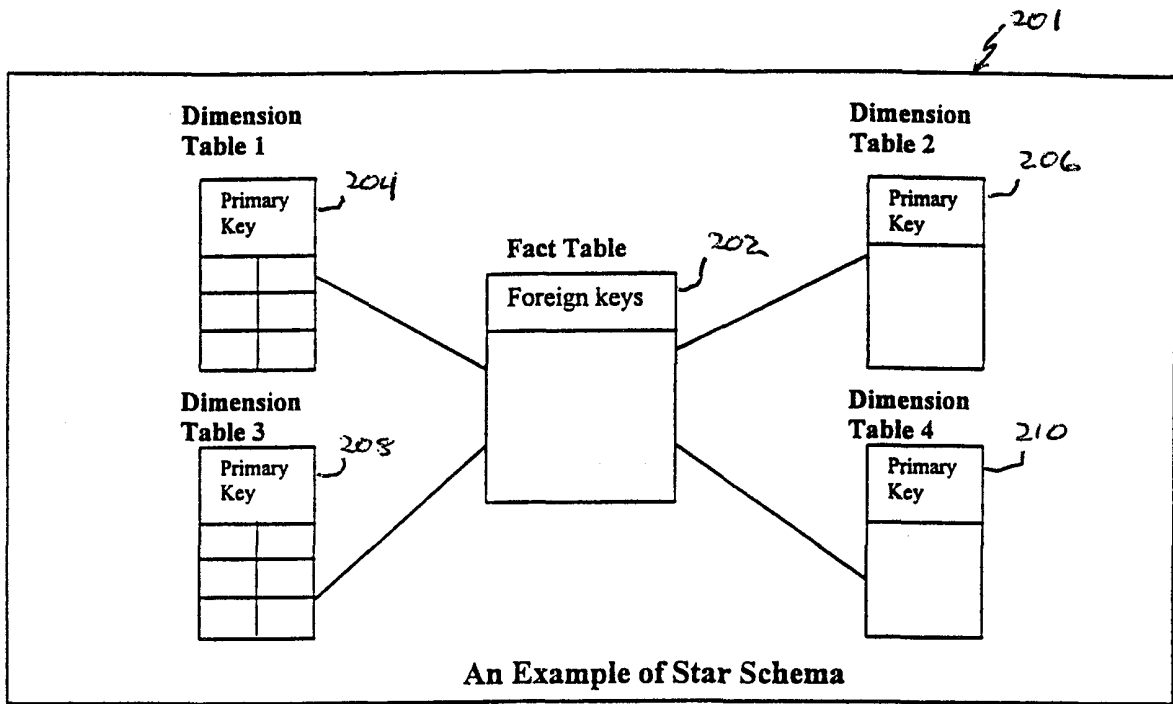 201
Dimension
Table 1
Dimension
Table 2
204
206
Primary
Key
Primary
Key
202
Fact Table
Foreign keys
Dimension
Table 3
Dimension
Table 4
208
210
Primary
Key
Primary
Key
An Example of Star Schema